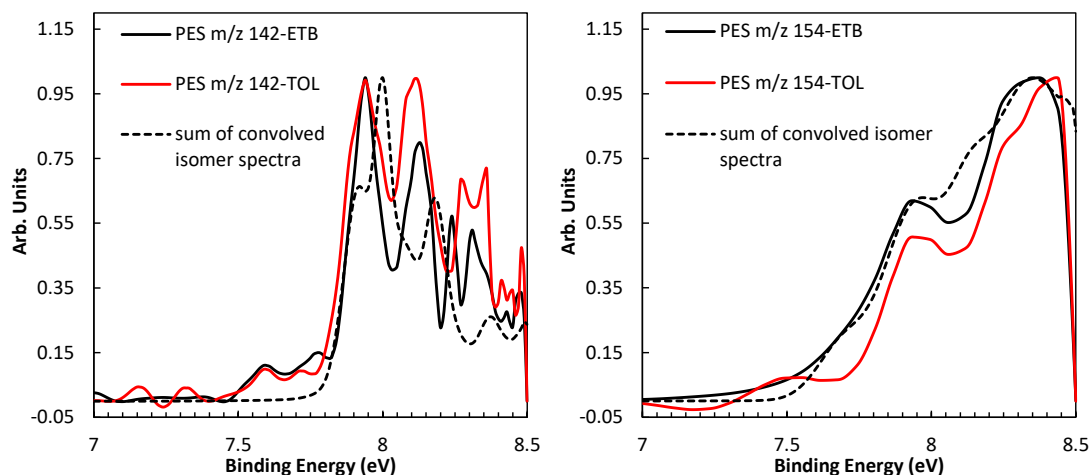 1.15
0.95
0.75
0.55
0.35
0.15
-0.05
Arb. Units
PES m/z 142-ETB
PES m/z 142-TOL
sum of convolved
isomer spectra
7
7.5
8
8.5
Binding Energy (eV)
1.15
0.95
0.75
0.55
0.35
0.15
-0.05
Arb. Units
PES m/z 154-ETB
PES m/z 154-TOL
sum of convolved isomer
spectra
7
7.5
8
8.5
Binding Energy (eV)